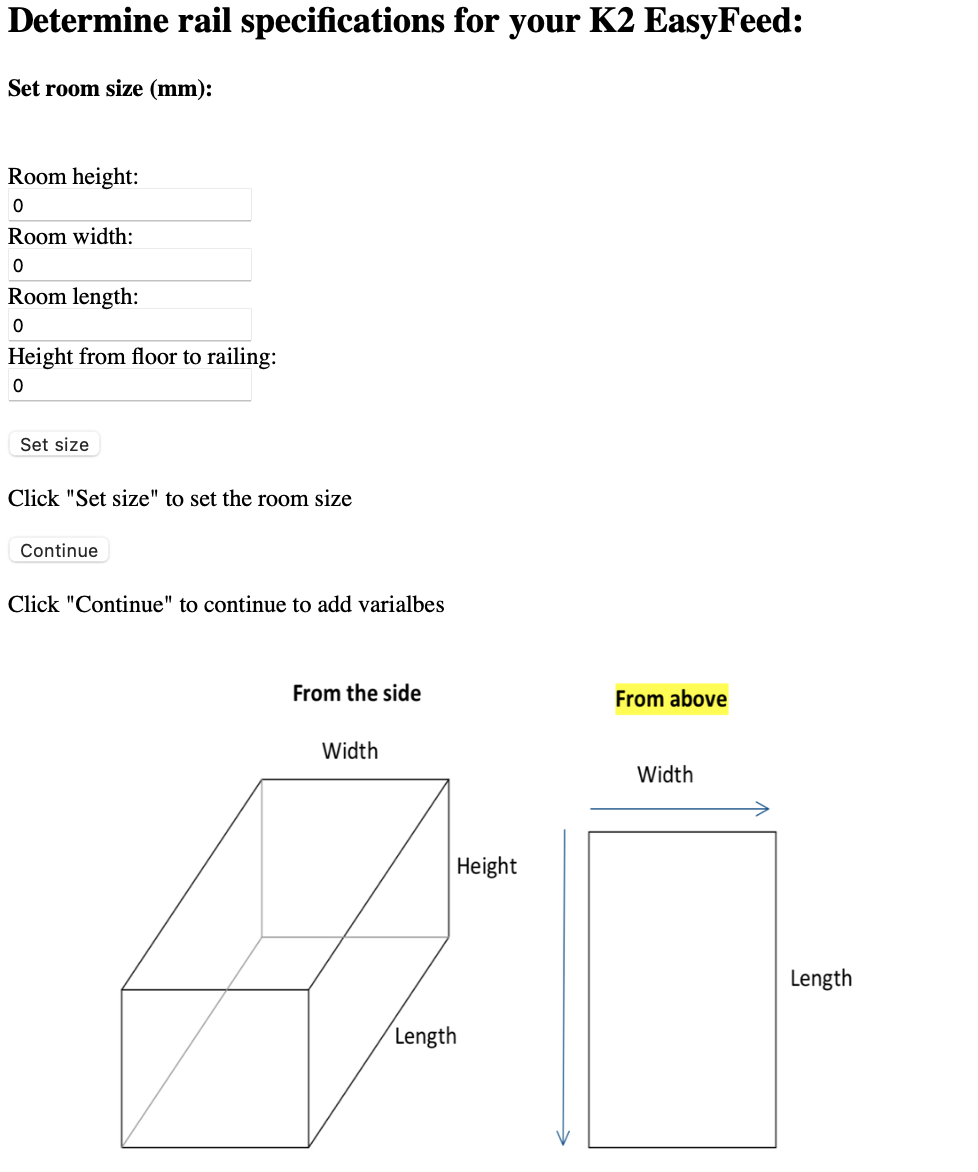 Determine rail specifications for your K2 EasyFeed:
Set room size (mm):
Room height:
0
Room width:
0
Room length:
0
Height from floor to railing:
0
Set size
Click "Set size" to set the room size
Continue
Click "Continue" to continue to add varialbes
From the side
From above
Width
Width
Height
Length
Length